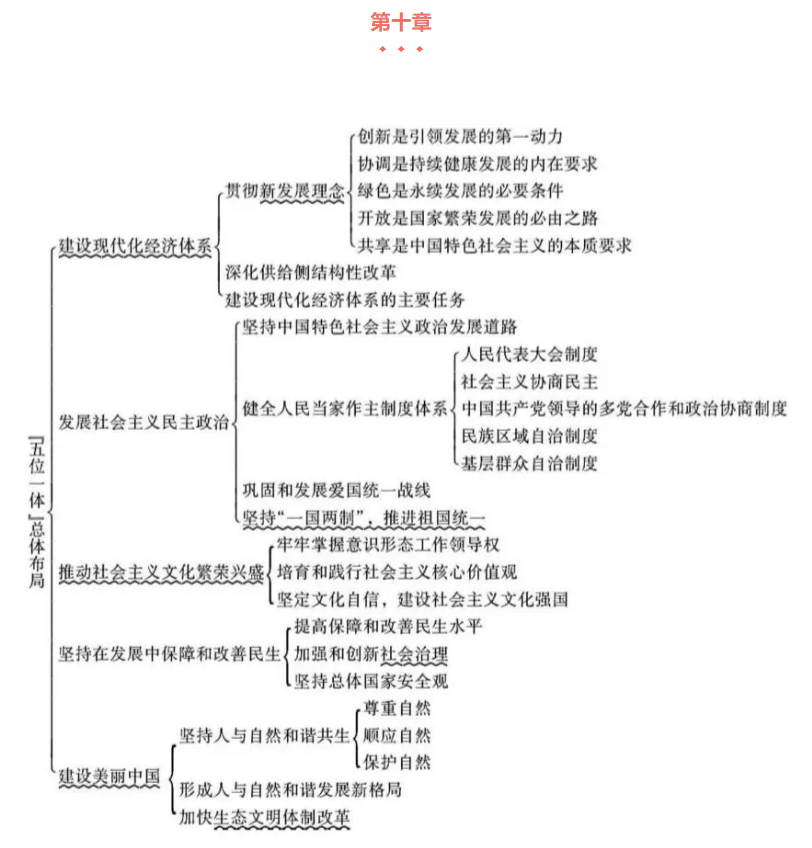 第十章
创新是引领发展的第一动力
协调是持续健康发展的内在要求
贯彻新发展理念
绿色是永续发展的必要条件
开放是国家繁荣发展的必由之路
建设现代化经济体系
共享是中国特色社会主义的本质要求
深化供给侧结构性改革
建设现代化经济体系的主要任务
坚持中国特色社会主义政治发展道路
人民代表大会制度
社会主义协商民主
发展社会主义民主政治
健全人民当家作主制度体系
中国共产党领导的多党合作和政治协商制度
民族区域自治制度
基层群众自治制度
巩固和发展爱国统一战线
坚持“一国两制”，推进祖国统一
『五位一体』总体布局
牢牢掌握意识形态工作领导权
推动社会主义文化繁荣兴盛
培育和践行社会主义核心价值观
坚定文化自信，建设社会主义文化强国
提高保障和改善民生水平
坚持在发展中保障和改善民生
加强和创新社会治理
坚持总体国家安全观
尊重自然
坚持人与自然和谐共生
顺应自然
保护自然
建设美丽中国
形成人与自然和谐发展新格局
加快生态文明体制改革